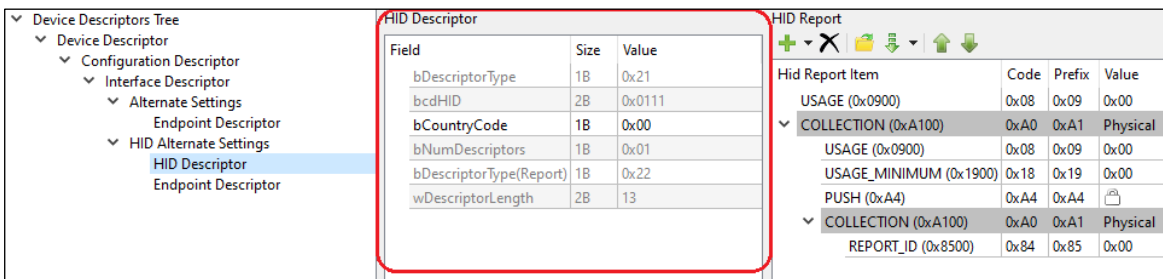 Device Descriptors Tree
Device Descriptor
Configuration Descriptor
Interface Descriptor
Alternate Settings
Endpoint Descriptor
HID Alternate Settings
HID Descriptor
Endpoint Descriptor
HID Descriptor
Field Size Value
bDescriptorType 1B 0x21
bcdHID 2B 0x0111
bCountryCode 1B 0x00
bNumDescriptors 1B 0x01
bDescriptorType(Report) 1B 0x22
wDescriptorLength 2B 13
HID Report
Hid Report Item Code Prefix Value
USAGE (0x0900) 0x08 0x09 0x00
COLLECTION (0xA100) 0xA0 0xA1 Physical
USAGE (0x0900) 0x08 0x09 0x00
USAGE_MINIMUM (0x1900) 0x18 0x19 0x00
PUSH (0xA4) 0xA4 0xA4
COLLECTION (0xA100) 0xA0 0xA1 Physical
REPORT_ID (0x8500) 0x84 0x85 0x00